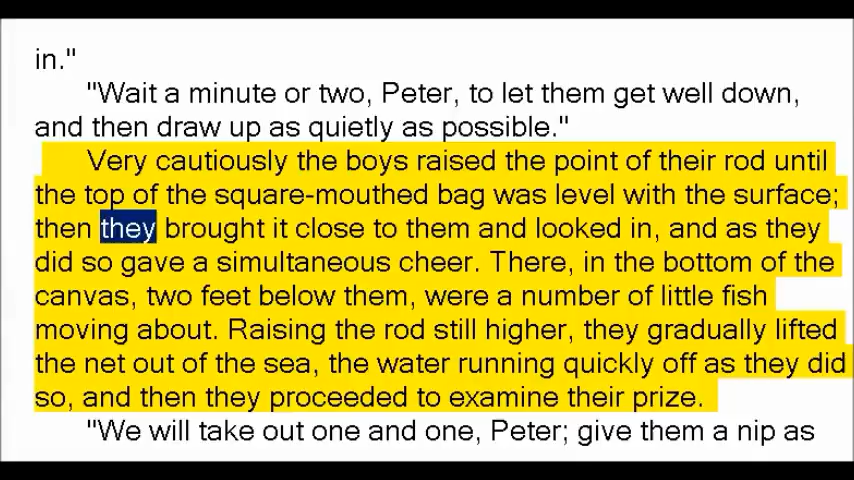 in."
"Wait a minute or two, Peter, to let them get well down,
and then draw up as quietly as possible."
Very cautiously the boys raised the point of their rod until
the top of the square-mouthed bag was level with the surface;
then they brought it close to them and looked in, and as they
did so gave a simultaneous cheer. There, in the bottom of the
canvas, two feet below them, were a number of little fish
moving about. Raising the rod still higher, they gradually lifted
the net out of the sea, the water running quickly off as they did
so, and then they proceeded to examine their prize.
"We will take out one and one, Peter; give them a nip as